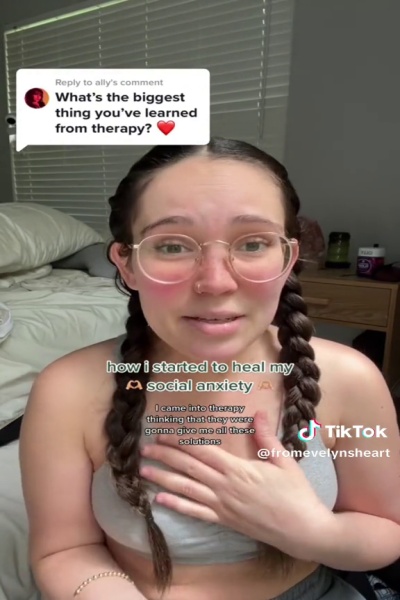 Reply to ally's comment
What's the biggest
thing you've learned
from therapy? ❤️
how i started to heal my
🫶🏼 social anxiety 🫶🏼
I came into therapy
thinking that they were
gonna give me all these
solutions
TikTok
@fromevelynsheart